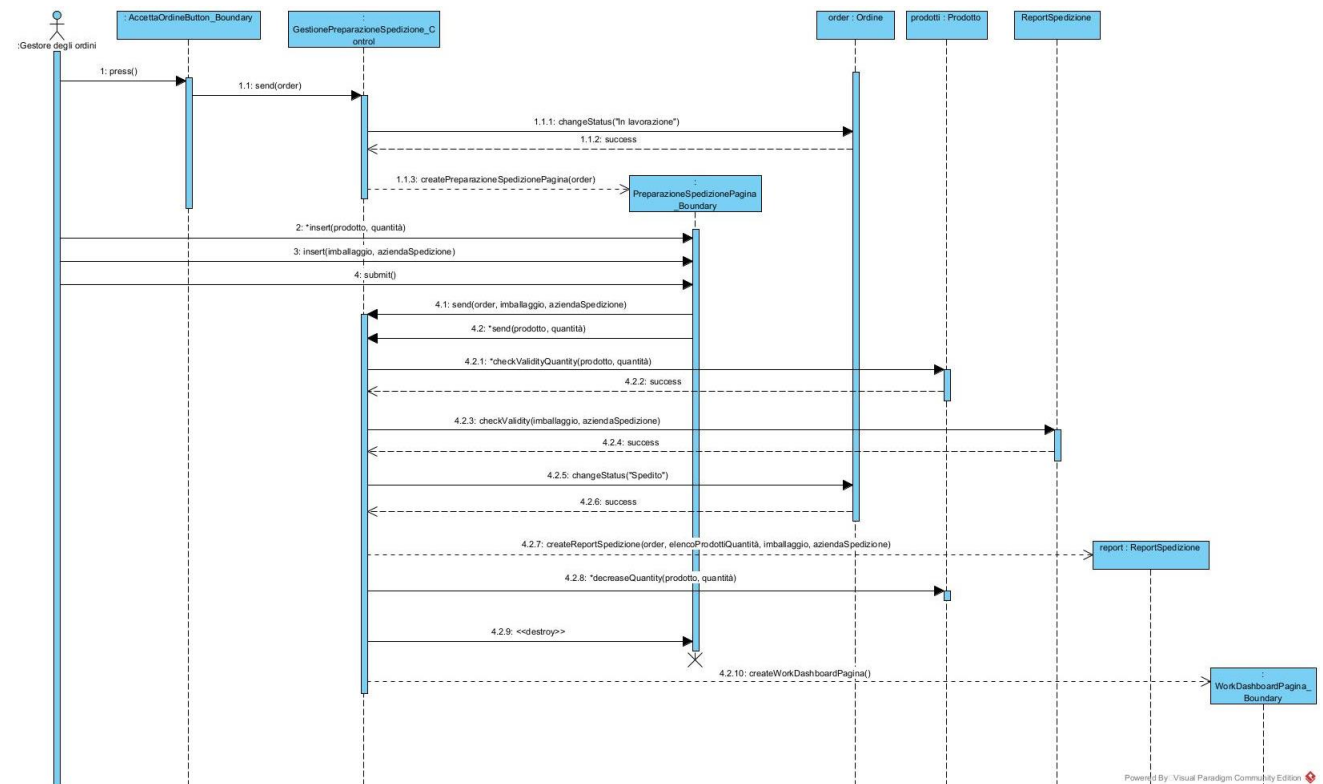 :Gestore degli ordini
: AccettaOrdineButton_Boundary
:
GestionePreparazioneSpedizione_C
ontrol
order : Ordine
prodotti : Prodotto
ReportSpedizione
1: press()
1.1: send(order)
1.1.1: changeStatus("In lavorazione")
1.1.2: success
1.1.3: createPreparazioneSpedizionePagina(order)
:
PreparazioneSpedizionePagina
_Boundary
2: *insert(prodotto, quantità)
3: insert(imballaggio, aziendaSpedizione)
4: submit()
4.1: send(order, imballaggio, aziendaSpedizione)
4.2: *send(prodotto, quantità)
4.2.1: *checkValidityQuantity(prodotto, quantità)
4.2.2: success
4.2.3: checkValidity(imballaggio, aziendaSpedizione)
4.2.4: success
4.2.5: changeStatus("Spedito")
4.2.6: success
4.2.7: createReportSpedizione(order, elencoProdottiQuantità, imballaggio, aziendaSpedizione)
report : ReportSpedizione
4.2.8: *decreaseQuantity(prodotto, quantità)
4.2.9: <<destroy>>
4.2.10: createWorkDashboardPagina()
:
WorkDashboardPagina_
Boundary
Powered By: Visual Paradigm Community Edition